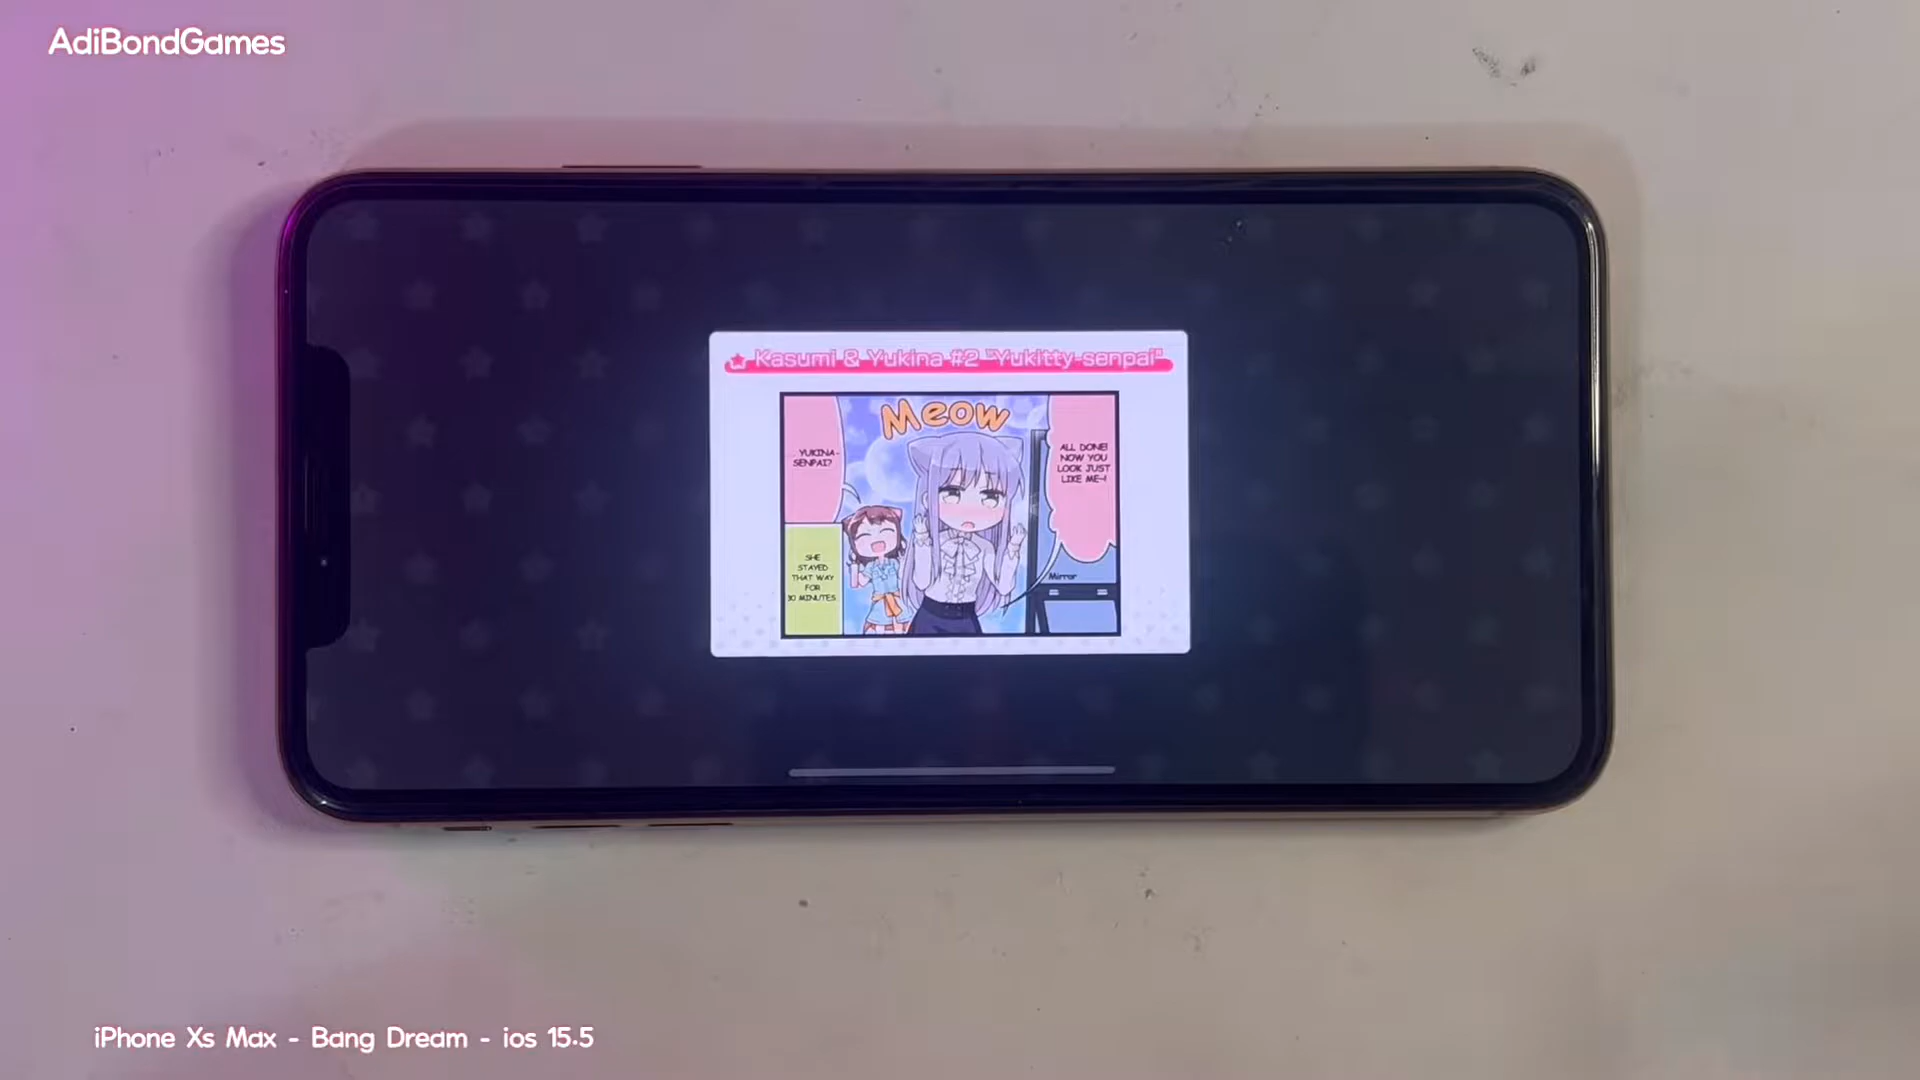 AdiBondGames
Kasumi & Yukina #2 "Yukitty-senpai"
Meow
ALL DONE!
NOW YOU
LOOK JUST
LIKE ME~!
Mirror
YUKINA-
SENPAI?
SHE
STAYED
THAT WAY
FOR
30 MINUTES
iPhone Xs Max - Bang Dream - ios 15.5